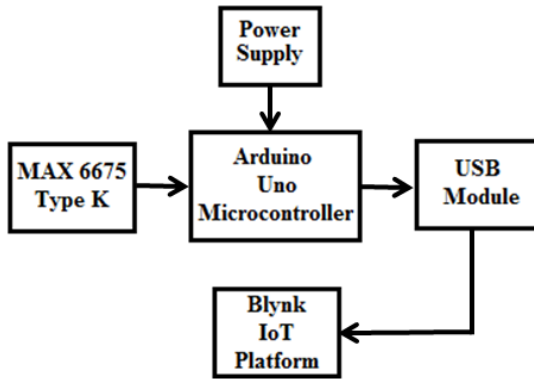 Power
Supply
MAX 6675
Type K
Arduino
Uno
Microcontroller
USB
Module
Blynk
IoT
Platform